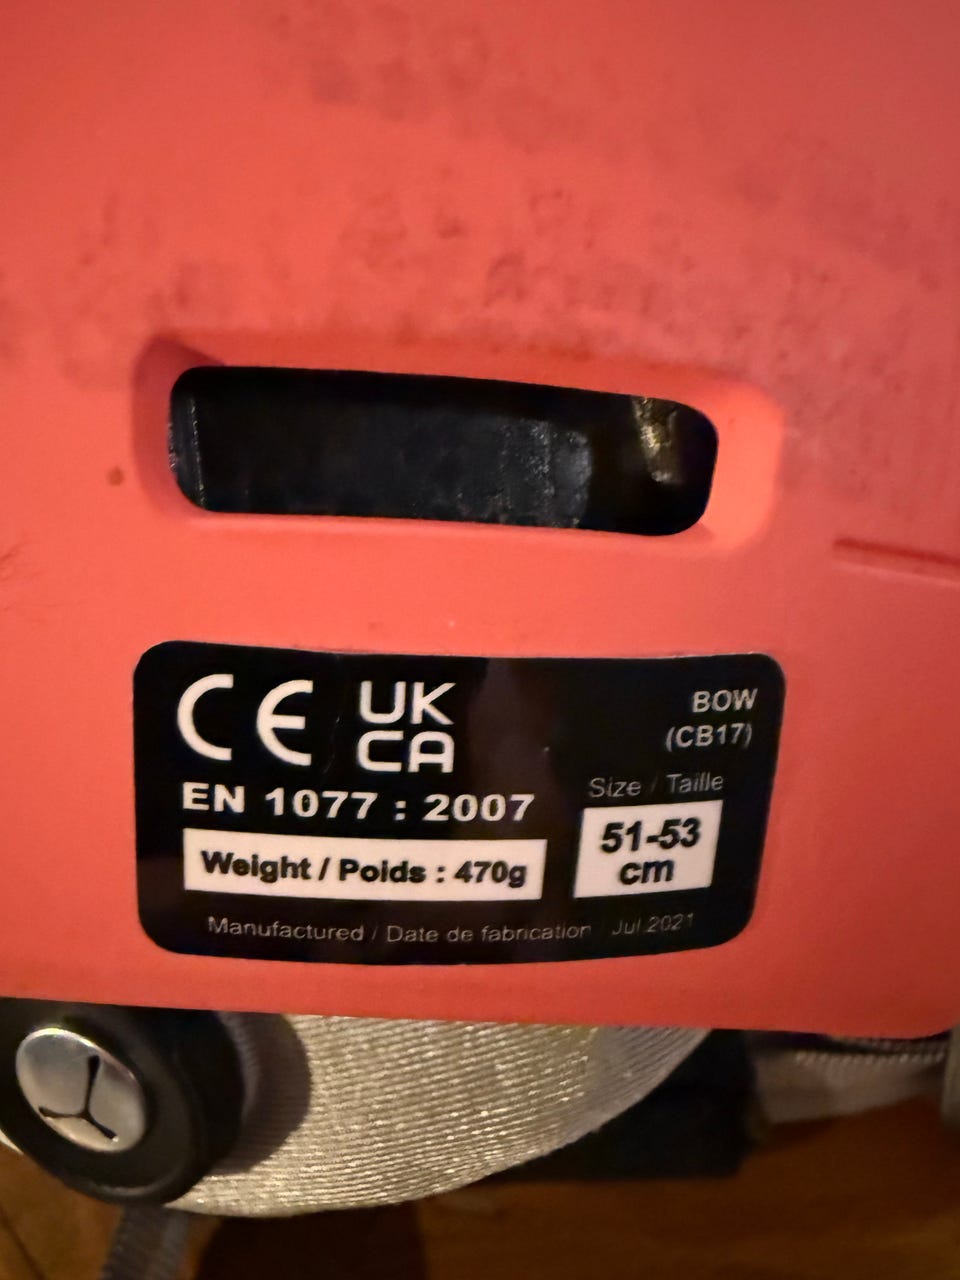 CE UK
CA
BOW
(CB17)
EN 1077 : 2007
Size / Taille
51-53
cm
Weight / Poids : 470g
Manufactured / Date de fabrication / Jul.2021